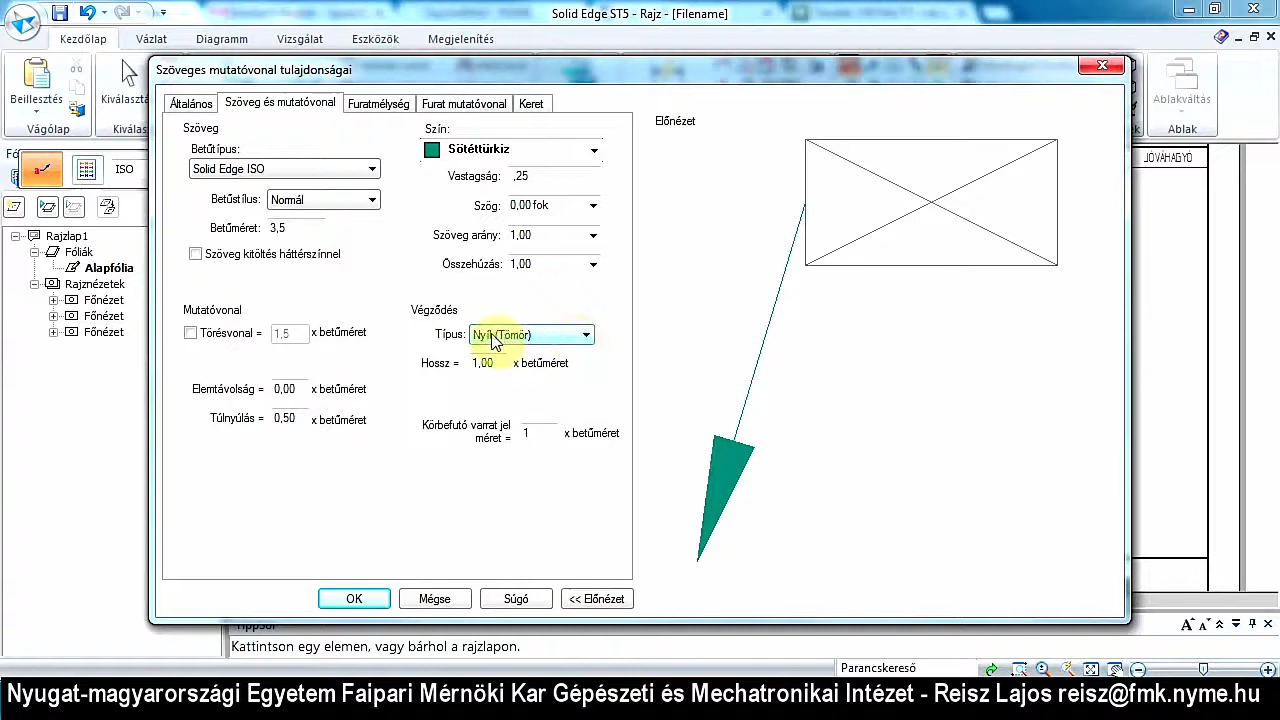 Solid Edge ST5 - Rajz - [Filename]
Kezdőlap
Vázlat
Diagramm
Vizsgálat
Eszközök
Megjelenítés
Beillesztés
Vágólap
Ablakváltás
Ablak
ISO
JÓVÁHAGYÓ
Rajzlap1
Fóliák
Alapfólia
Rajznézetek
Főnézet
Főnézet
Főnézet
Szöveges mutatóvonal tulajdonságai
Általános
Szöveg és mutatóvonal
Furatmélység
Furat mutatóvonal
Keret
Szöveg
Betűtípus:
Solid Edge ISO
Betűstílus:
Normál
Betűméret:
3,5
Szöveg kitöltés háttérszínnel
Szín:
Sötéttürkiz
Vastagság:
,25
Szög:
0,00 fok
Szöveg arány:
1,00
Összehúzás:
1,00
Mutatóvonal
Törésvonal =
1,5
x betűméret
Elemtávolság =
0,00
x betűméret
Túlnyúlás =
0,50
x betűméret
Végződés
Típus:
Hossz =
1,00
x betűméret
Körbefutó varrat jel
méret =
1
x betűméret
Előnézet
OK
Mégse
Súgó
<< Előnézet
Kattintson egy elemen, vagy bárhol a rajzlapon.
Parancskereső
Nyugat-magyarországi Egyetem Faipari Mérnöki Kar Gépészeti és Mechatronikai Intézet - Reisz Lajos reisz@fmk.nyme.hu